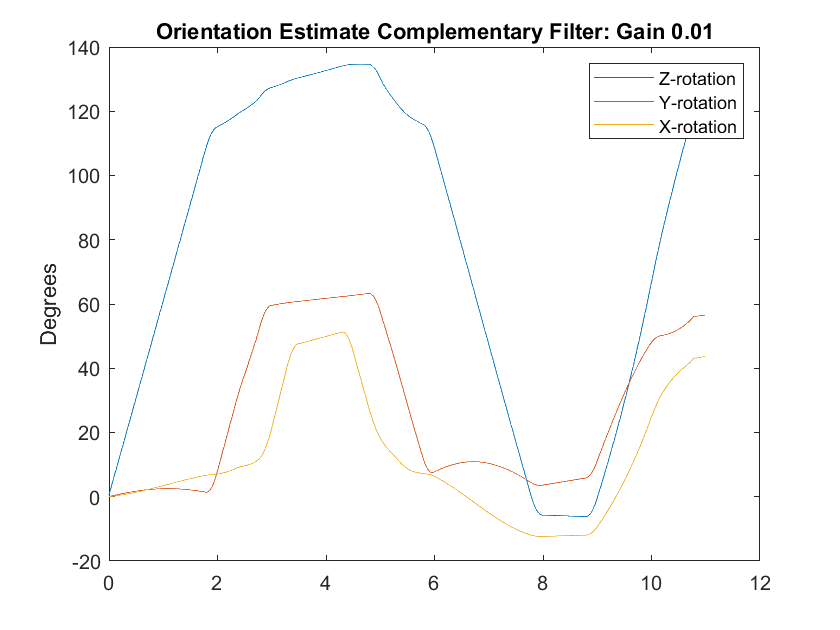 Orientation Estimate Complementary Filter: Gain 0.01
140
120
100
80
60
40
20
0
-20
Degrees
Z-rotation
Y-rotation
X-rotation
0 2 4 6 8 10 12